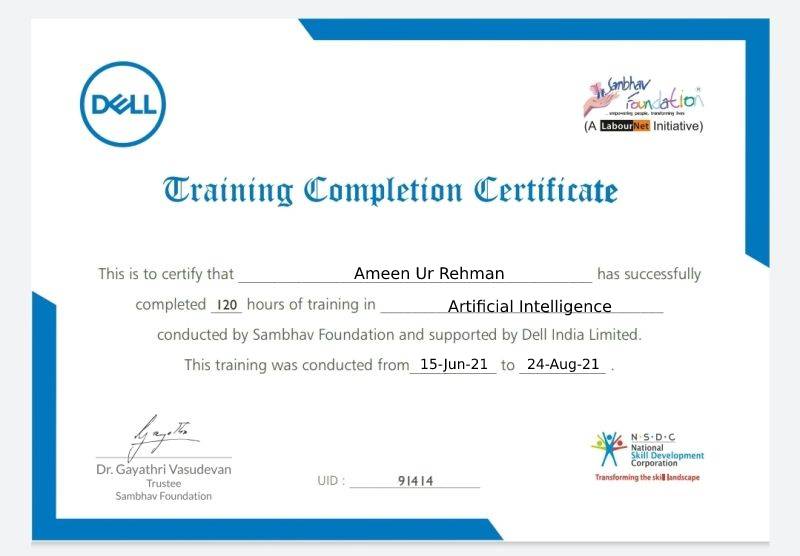 DELL
Sambhav
Foundation
...empowering people, transforming lives
(A LabourNet Initiative)
Training Completion Certificate
This is to certify that Ameen Ur Rehman has successfully
completed 120 hours of training in Artificial Intelligence
conducted by Sambhav Foundation and supported by Dell India Limited.
This training was conducted from 15-Jun-21 to 24-Aug-21 .
Gayathri
Dr. Gayathri Vasudevan
Trustee
Sambhav Foundation
UID : 91414
N·S·D·C
National
Skill Development
Corporation
Transforming the skill landscape